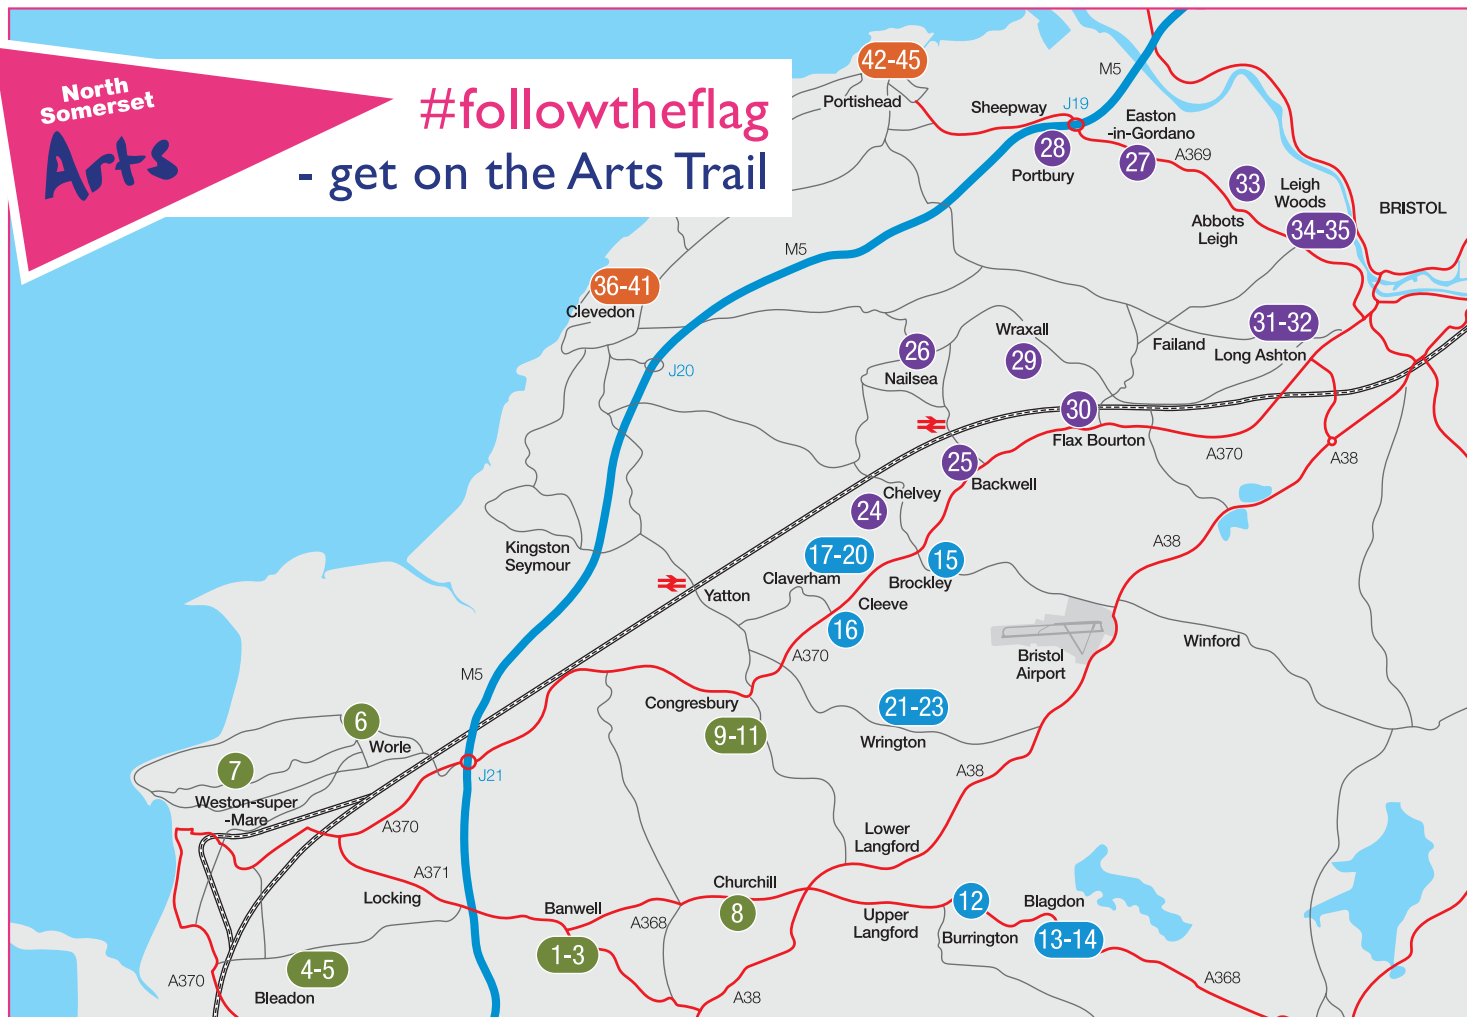 North
Somerset
Arts
#followtheflag
- get on the Arts Trail
42-45
Portishead
M5
Sheepway
J19
Easton
-in-Gordano
28
Portbury
27
A369
33
Leigh
Woods
34-35
Abbots
Leigh
BRISTOL
M5
36-41
Clevedon
31-32
Long Ashton
Failand
Wraxall
29
26
Nailsea
J20
30
Flax Bourton
A370
A38
25
Backwell
Chelvey
24
A38
Kingston
Seymour
17-20
Claverham
15
Brockley
Yatton
Cleeve
16
A370
Bristol
Airport
Winford
M5
Congresbury
9-11
21-23
Wrington
6
Worle
7
Weston-super
-Mare
J21
A38
A370
Lower
Langford
A371
Locking
Churchill
8
Banwell
A368
1-3
Upper
Langford
12
Burrington
Blagdon
13-14
A368
4-5
Bleadon
A370
A38